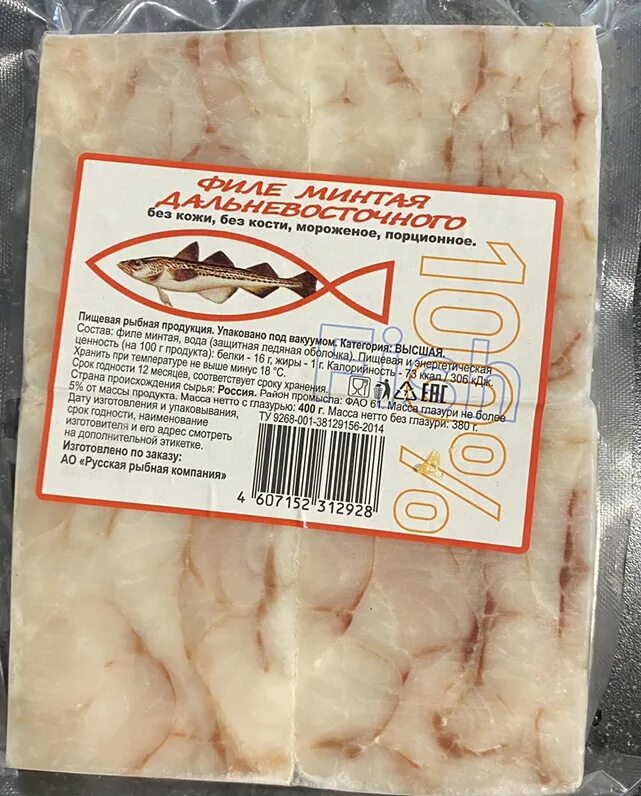 ФИЛЕ МИНТАЯ
ДАЛЬНЕВОСТОЧНОГО
без кожи, без кости, мороженое, порционное.
100%
Fish
Пищевая рыбная продукция. Упаковано под вакуумом. Категория: ВЫСШАЯ.
Состав: филе минтая, вода (защитная ледяная оболочка). Пищевая и энергетическая
ценность (на 100 г продукта): белки - 16 г, жиры - 1 г. Калорийность - 73 ккал / 306 кДж.
Хранить при температуре не выше минус 18 °С.
Срок годности 12 месяцев, соответствует сроку хранения.
EAC
Страна происхождения сырья: Россия. Район промысла: ФАО 61. Масса глазури не более
5% от массы продукта. Масса нетто с глазурью: 400 г. Масса нетто без глазури: 380 г.
Дату изготовления и упаковывания,
срок годности, наименование
изготовителя и его адрес смотреть
на дополнительной этикетке.
Изготовлено по заказу:
АО «Русская рыбная компания»
ТУ 9268-001-38129156-2014
4 607152 312928